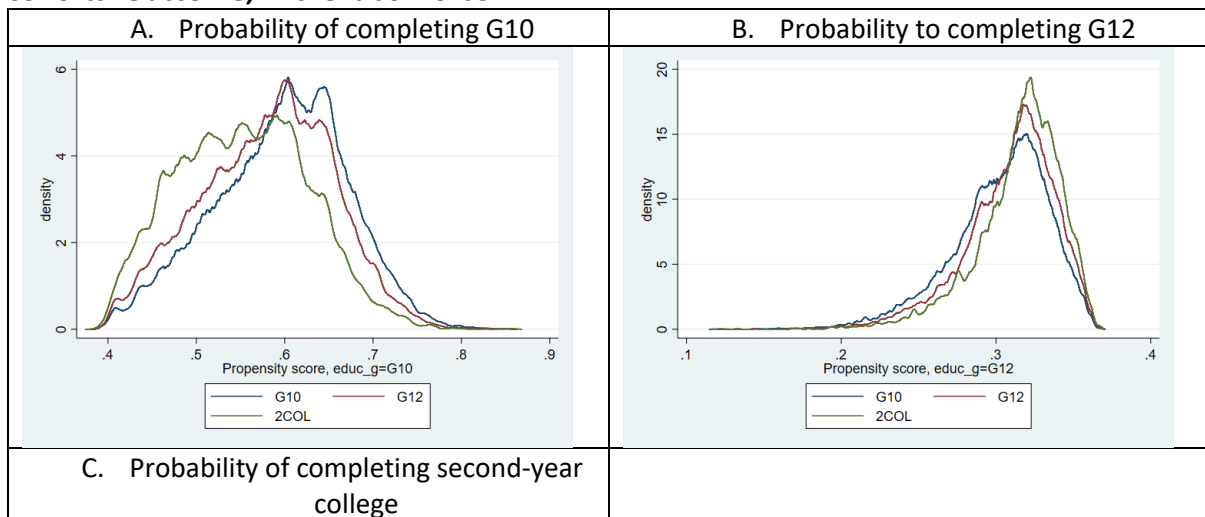 A. Probability of completing G10
B. Probability to completing G12
6
4
2
0
density
.4 .5 .6 .7 .8 .9
Propensity score, educ_g=G10
G10 G12
2COL
20
15
10
5
0
density
.1 .2 .3 .4
Propensity score, educ_g=G12
G10 G12
2COL
C. Probability of completing second-year
college